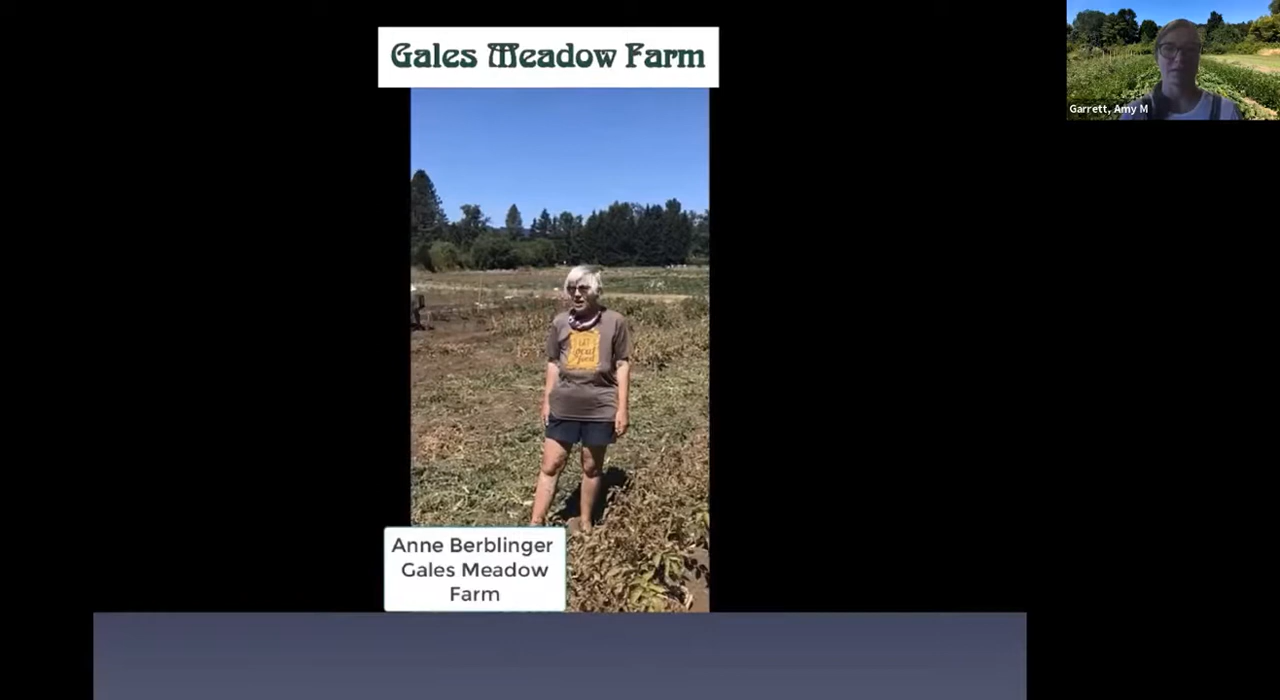 Gales Meadow Farm
Garrett, Amy M
Anne Berblinger
Gales Meadow
Farm